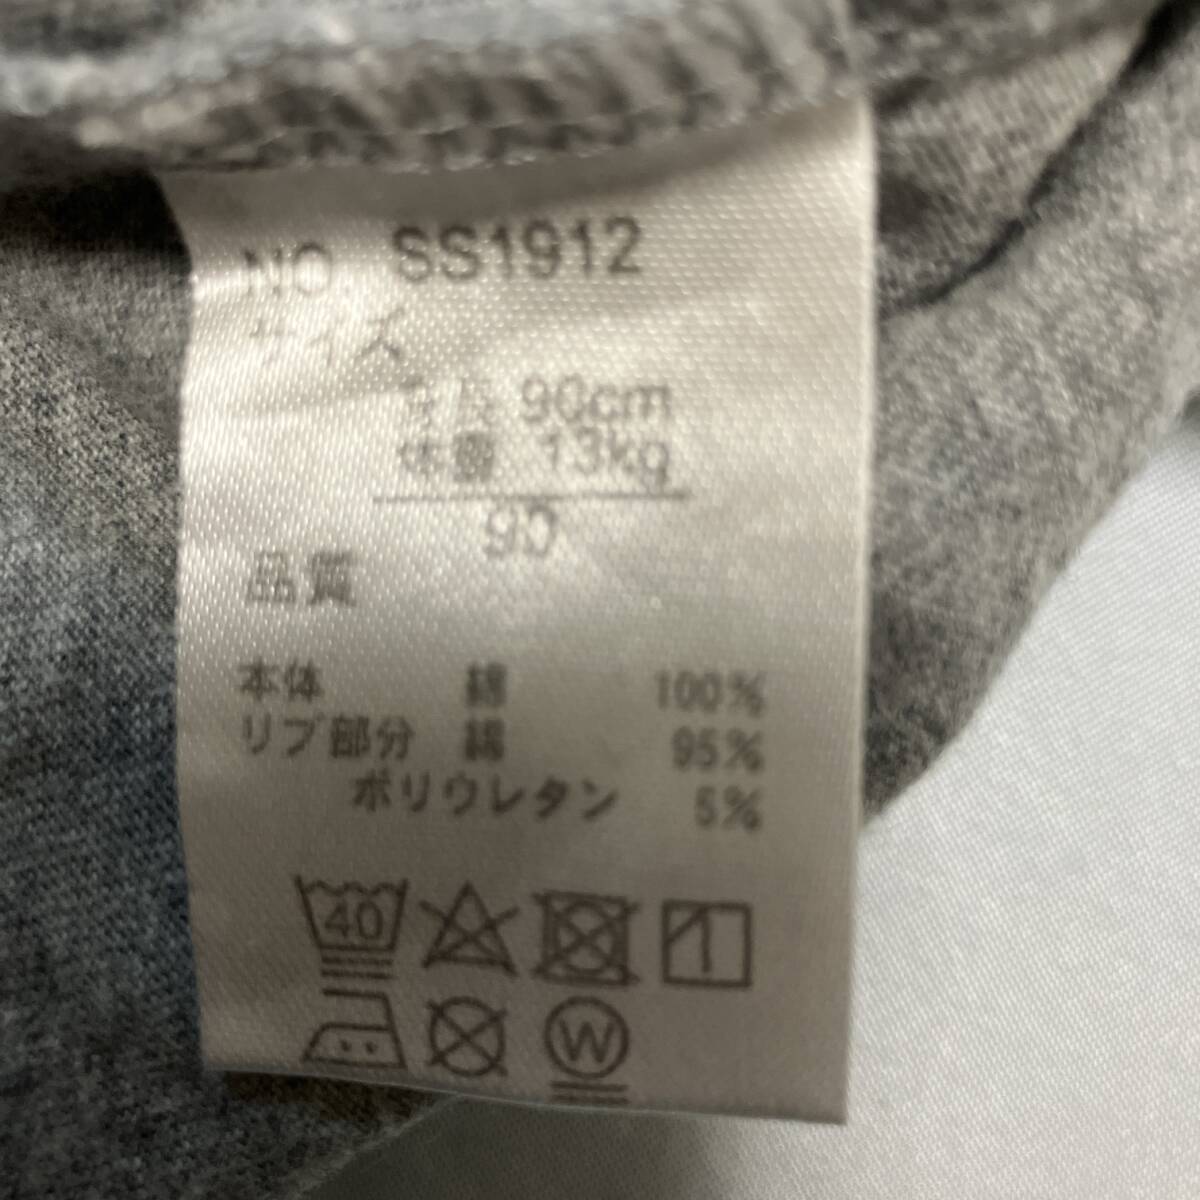 NO. SS1912
サイズ
身長 90cm
体重 13kg
90
品質
本体 綿 100%
リブ部分 綿 95%
ポリウレタン 5%
40
W